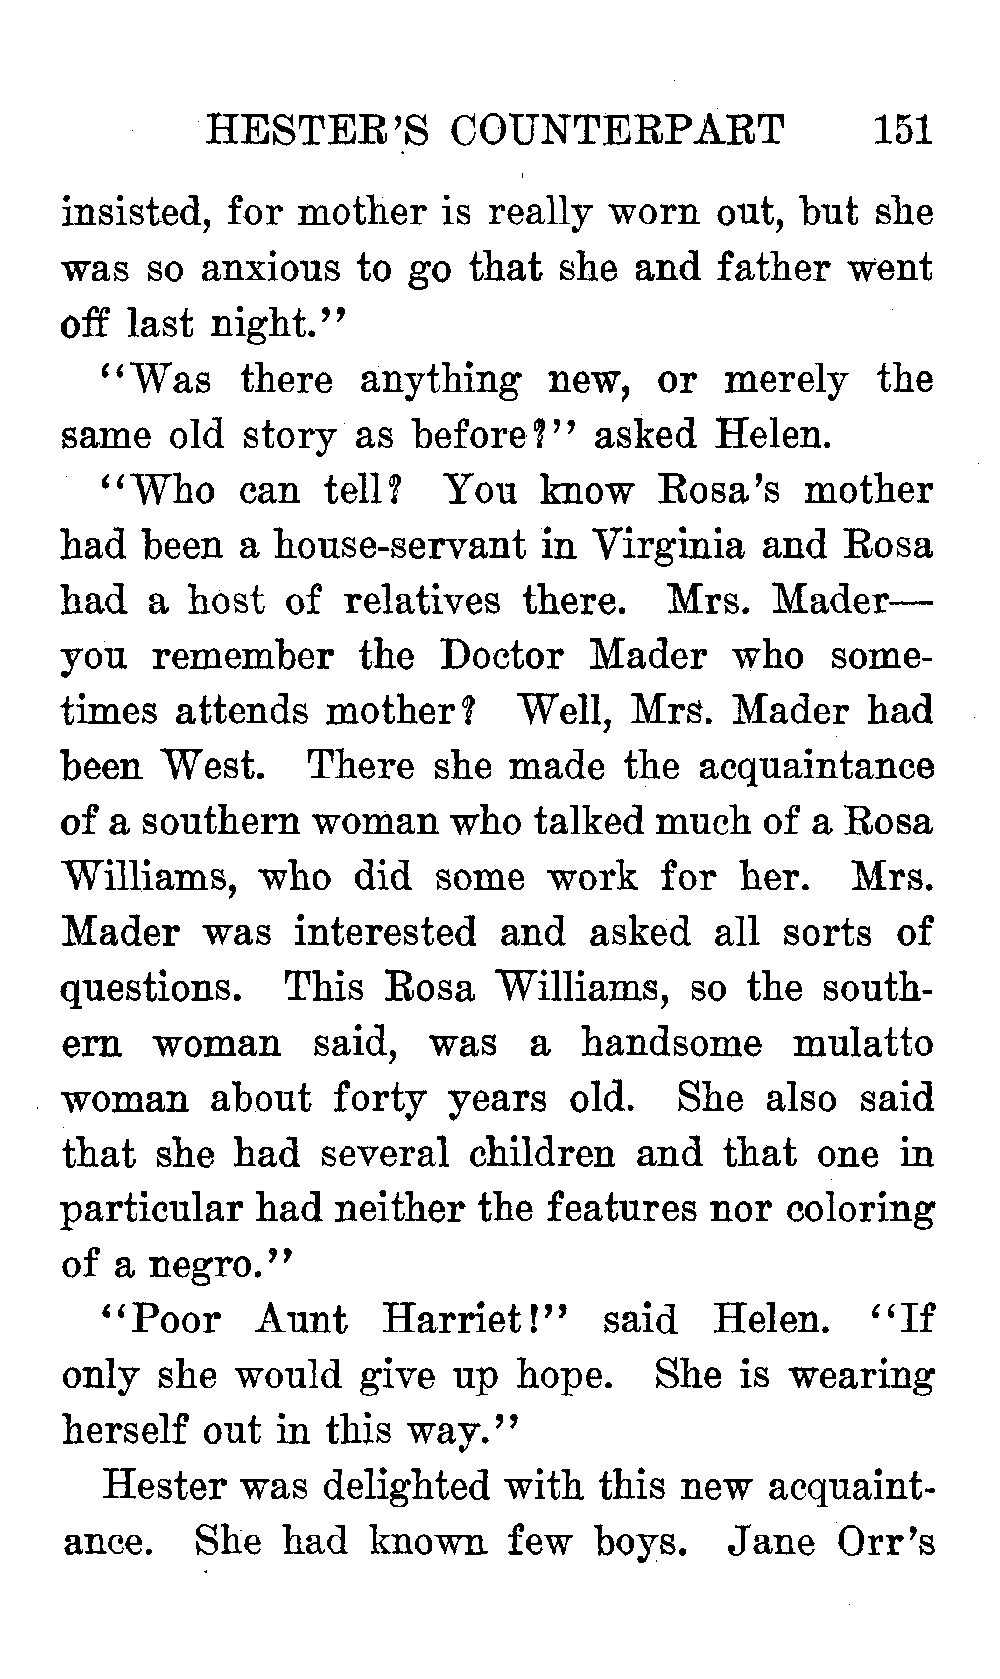 HESTER'S COUNTERPART 151
insisted, for mother is really worn out, but she
was so anxious to go that she and father went
off last night."
"Was there anything new, or merely the
same old story as before?" asked Helen.
"Who can tell? You know Rosa's mother
had been a house-servant in Virginia and Rosa
had a host of relatives there. Mrs. Mader—
you remember the Doctor Mader who some-
times attends mother? Well, Mrs. Mader had
been West. There she made the acquaintance
of a southern woman who talked much of a Rosa
Williams, who did some work for her. Mrs.
Mader was interested and asked all sorts of
questions. This Rosa Williams, so the south-
ern woman said, was a handsome mulatto
woman about forty years old. She also said
that she had several children and that one in
particular had neither the features nor coloring
of a negro."
"Poor Aunt Harriet!" said Helen. "If
only she would give up hope. She is wearing
herself out in this way."
Hester was delighted with this new acquaint-
ance. She had known few boys. Jane Orr's